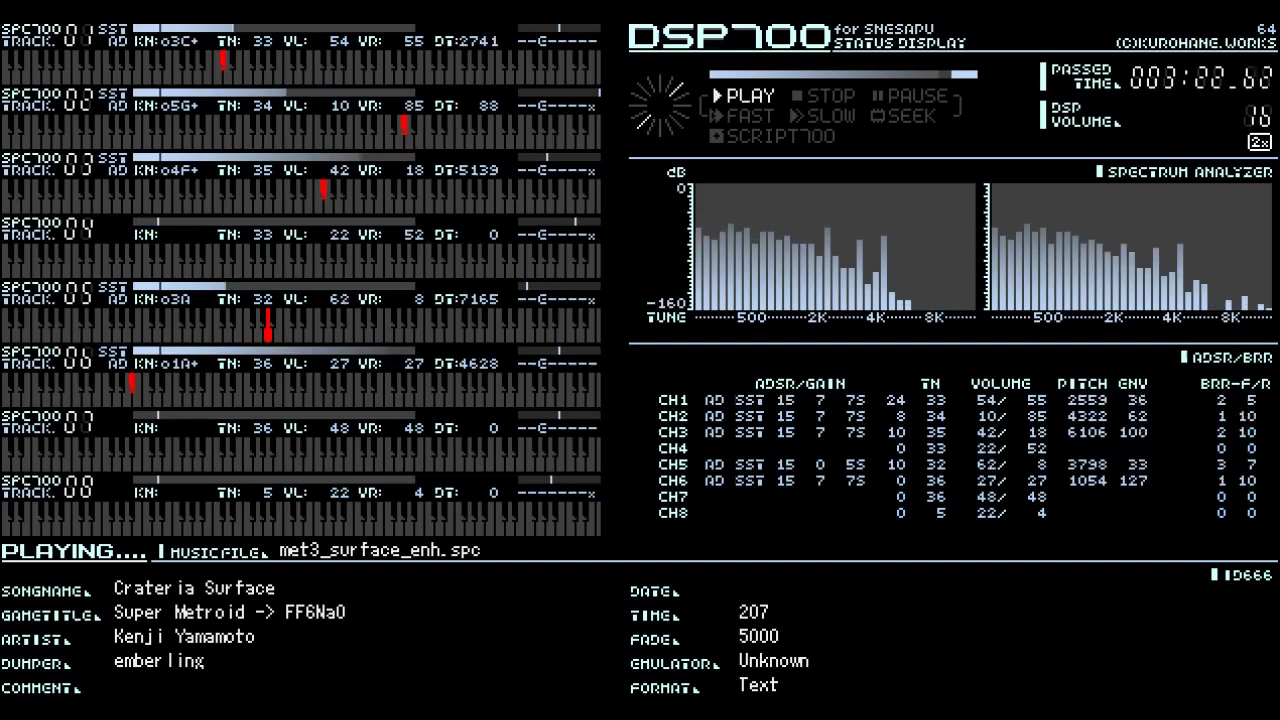 SPC700 SST
TRACK. 01 AD KN:o3C+ TN: 33 VL: 54 VR: 55 DT:2741 --G---x
SPC700 SST
TRACK. AD KN:o5G+ TN: 34 VL: 10 VR: 85 DT: 88 --G---x
SPC700 SST
TRACK. AD KN:o4F+ TN: 35 VL: 42 VR: 18 DT:5139 --G---x
SPC700 04
TRACK. KN: TN: 33 VL: 22 VR: 52 DT: 0 --G---x
SPC700 SST
TRACK. AD KN:o3A TN: 32 VL: 62 VR: 8 DT:7165 --G---x
SPC700 SST
TRACK. AD KN:o1A+ TN: 36 VL: 27 VR: 27 DT:4628 --G---x
SPC700
TRACK. KN: TN: 36 VL: 48 VR: 48 DT: 0 --G---x
SPC700
TRACK. KN: TN: 5 VL: 22 VR: 4 DT: 0 ------x
DSP700 for SNESAPU 64
STATUS DISPLAY (C)KUROHANE.WORKS
PLAY STOP PAUSE
FAST SLOW SEEK
SCRIPT700
PASSED
TIME.
DSP
VOLUME. 16
2x
SPECTRUM ANALYZER
dB
0
-160
TUNE 500 2K 4K 8K 500 2K 4K 8K
ADSR/BRR
ADSR/GAIN TN VOLUME PITCH ENV BRR-F/R
CH1 AD SST 15 7 7S 24 33 54/ 55 2559 36 2 5
CH2 AD SST 15 7 7S 8 34 10/ 85 4322 62 1 10
CH3 AD SST 15 7 7S 10 35 42/ 18 6106 100 2 10
CH4 0 33 22/ 52 0 0
CH5 AD SST 15 0 5S 10 32 62/ 8 3798 33 3 7
CH6 AD SST 15 7 7S 0 36 27/ 27 1054 127 1 10
CH7 0 36 48/ 48 0 0
CH8 0 5 22/ 4 0 0
PLAYING.... MUSICFILE. met3_surface_enh.spc
ID666
SONGNAME. Crateria Surface
GAMETITLE. Super Metroid -> FF6NaO
ARTIST. Kenji Yamamoto
DUMPER. emberling
COMMENT.
DATE.
TIME. 207
FADE. 5000
EMULATOR. Unknown
FORMAT. Text